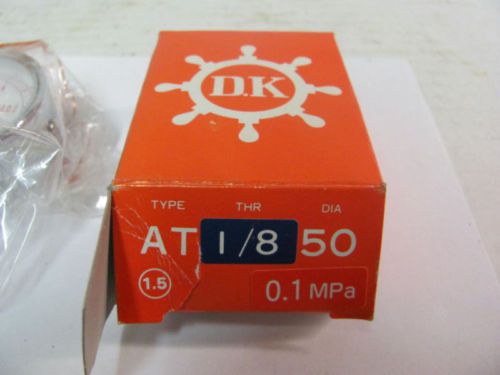 D.K
TYPE THR DIA
AT 1/8 50
1.5 0.1 MPa